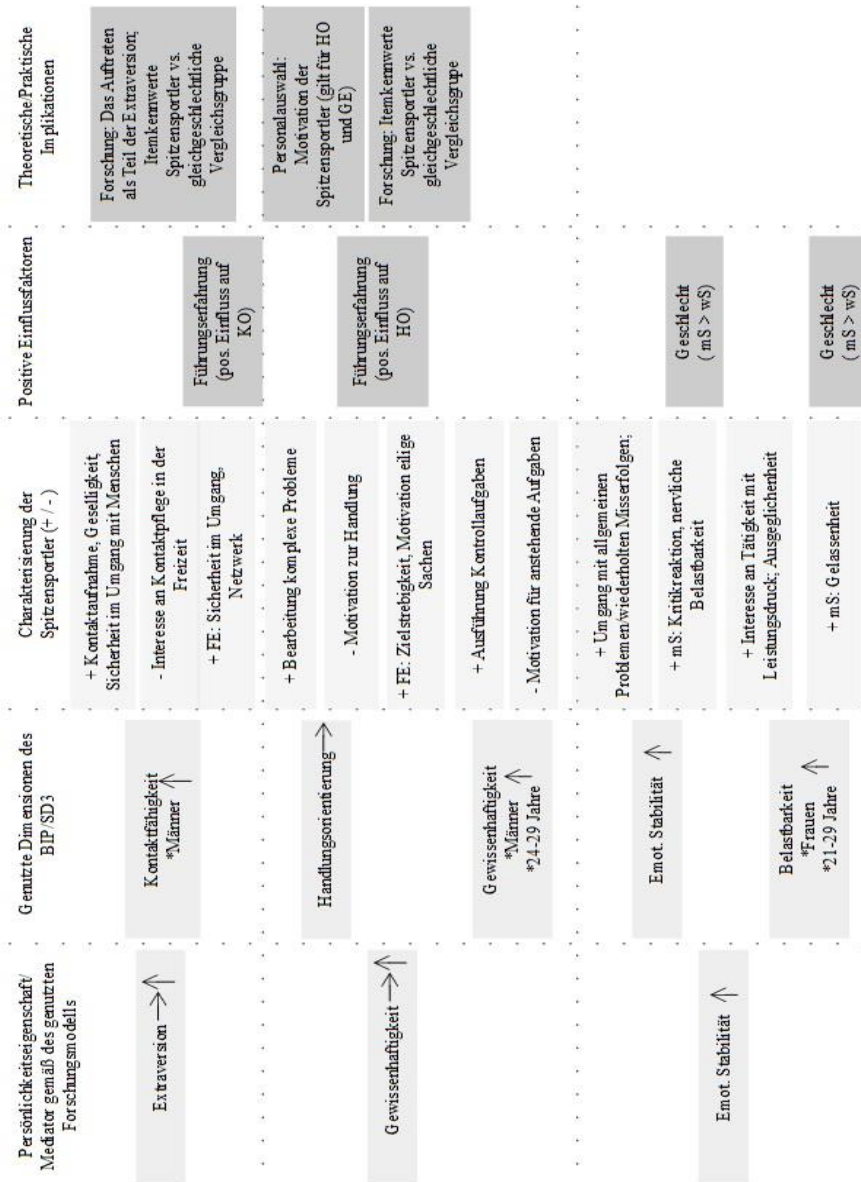 Persönlichkeitseigenschaft/
Mediator gemäß des genutzten
Forschungsmodells
Genutzte Dimensionen des
BIP/SD3
Charakterisierung der
Spitzensportler (+ / -)
Positive Einflussfaktoren
Theoretische/Praktische
Implikationen
Extraversion → ↑
Kontaktfähigkeit
*Männer ↑
+ Kontaktaufnahme, Geselligkeit,
Sicherheit im Umgang mit Menschen
- Interesse an Kontaktpflege in der
Freizeit
+ FE: Sicherheit im Umgang,
Netzwerk
Führungserfahrung
(pos. Einfluss auf
KO)
Forschung: Das Auftreten
als Teil der Extraversion;
Itemkennwerte
Spitzensportler vs.
gleichgeschlechtliche
Vergleichsgruppe
Gewissenhaftigkeit → ↑
Handlungsorientierung →
+ Bearbeitung komplexe Probleme
- Motivation zur Handlung
+ FE: Zielstrebigkeit, Motivation eilige
Sachen
Führungserfahrung
(pos. Einfluss auf
HO)
Personalauswahl:
Motivation der
Spitzensportler (gilt für HO
und GE)
Forschung: Itemkennwerte
Spitzensportler vs.
gleichgeschlechtliche
Vergleichsgrupe
Gewissenhaftigkeit
*Männer ↑
*24-29 Jahre
+ Ausführung Kontrollaufgaben
- Motivation für anstehende Aufgaben
Emot. Stabilität ↑
Emot. Stabilität ↑
+ Umgang mit allgemeinen
Problemen/wiederholten Misserfolgen;
+ mS: Kritikreaktion, nervliche
Belastbarkeit
Geschlecht
( mS > wS)
Belastbarkeit
*Frauen ↑
*21-29 Jahre
+ Interesse an Tätigkeit mit
Leistungsdruck; Ausgeglichenheit
+ mS: Gelassenheit
Geschlecht
( mS > wS)